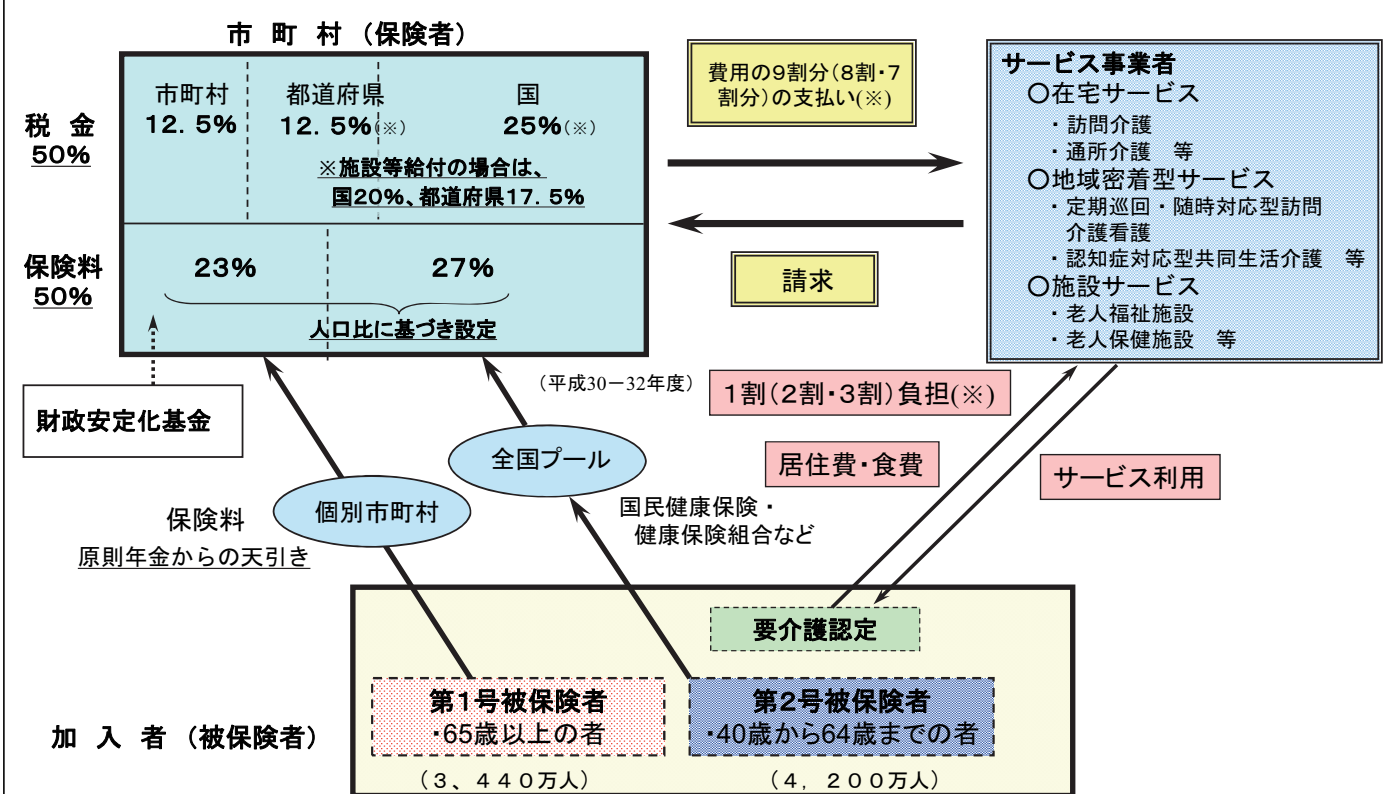 市 町 村 (保険者)
税 金
50%
市町村
12. 5%
都道府県
12. 5%(※)
国
25%(※)
※施設等給付の場合は、
国20%、都道府県17. 5%
保険料
50%
23%
27%
人口比に基づき設定
財政安定化基金
費用の9割分(8割・7
割分)の支払い(※)
請求
サービス事業者
○在宅サービス
・訪問介護
・通所介護 等
○地域密着型サービス
・定期巡回・随時対応型訪問
介護看護
・認知症対応型共同生活介護 等
○施設サービス
・老人福祉施設
・老人保健施設 等
(平成30-32年度)
1割(2割・3割)負担(※)
居住費・食費
サービス利用
全国プール
個別市町村
国民健康保険・
健康保険組合など
保険料
原則年金からの天引き
要介護認定
加 入 者 (被保険者)
第1号被保険者
・65歳以上の者
(3、440万人)
第2号被保険者
・40歳から64歳までの者
(4, 200万人)